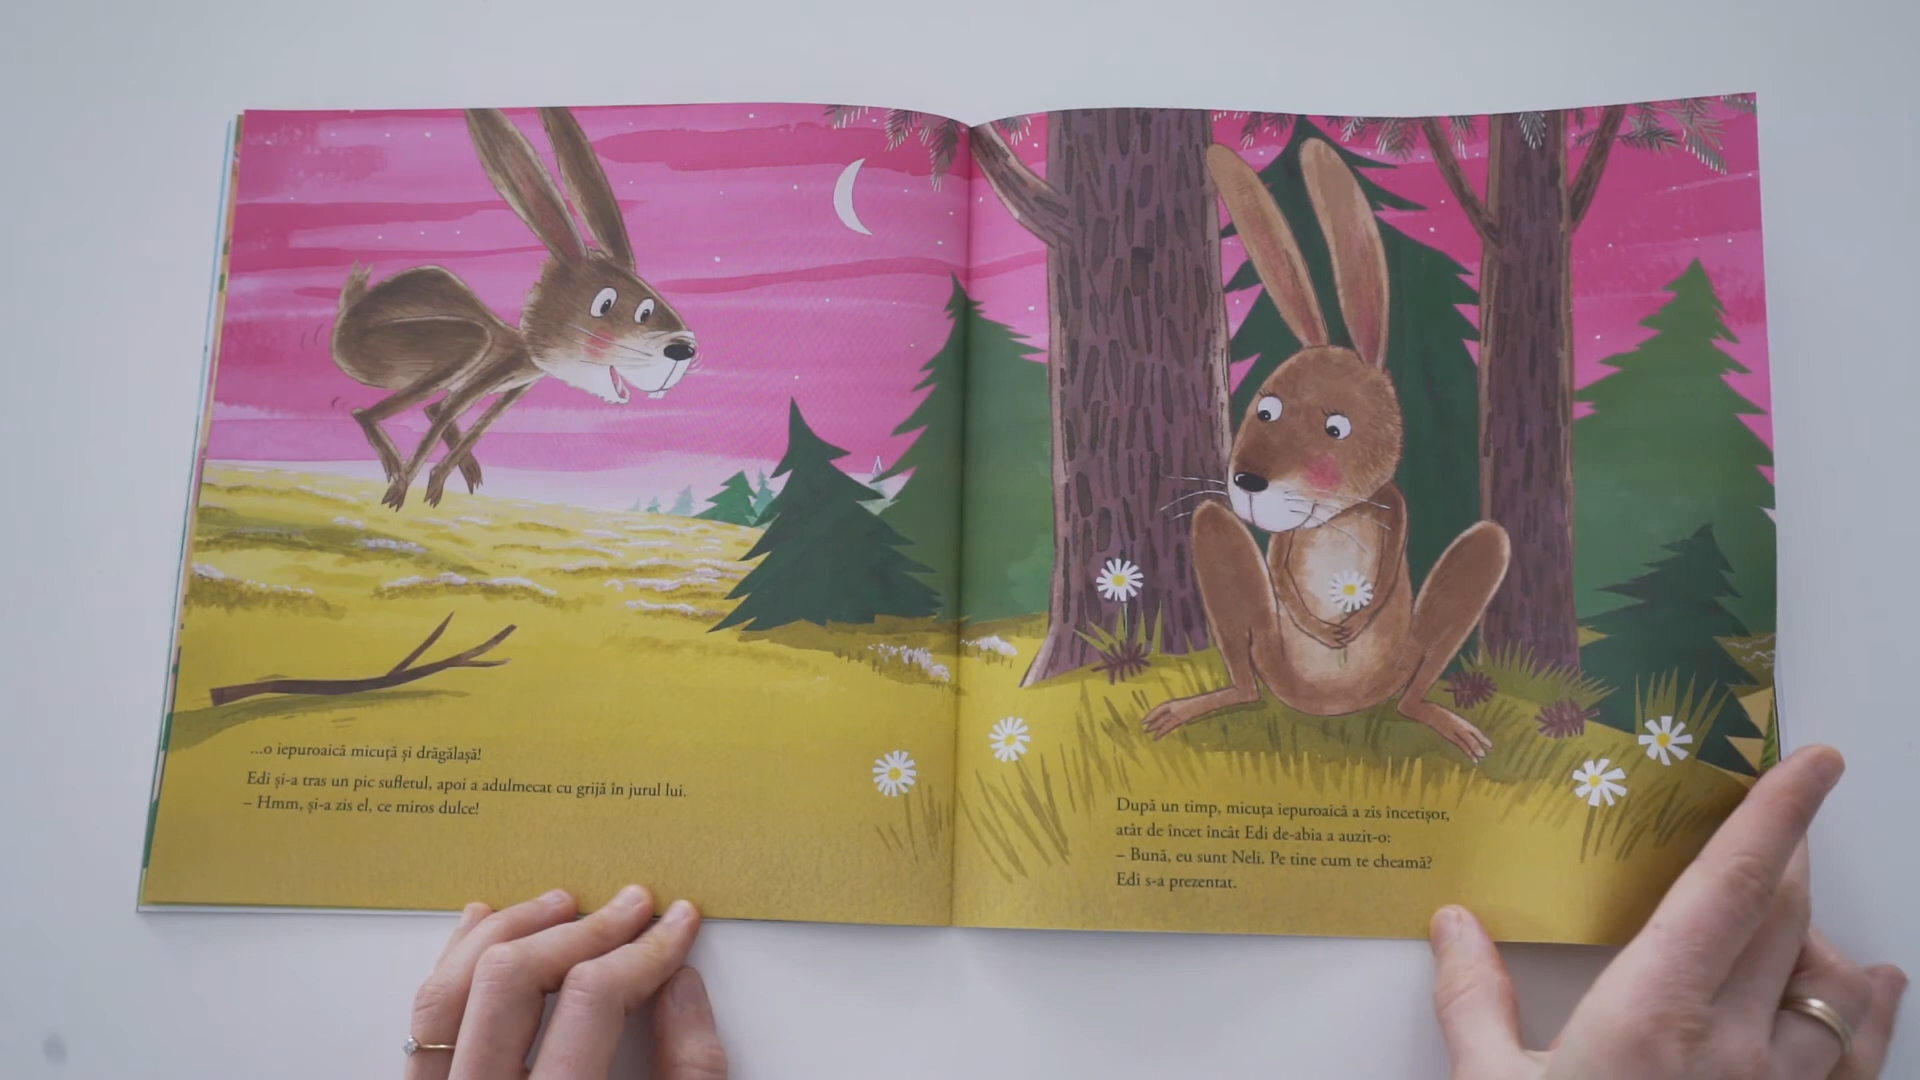 ...o iepuroaică micuță și drăgălașă!
Edi și-a tras un pic sufletul, apoi a adulmecat cu grijă în jurul lui.
– Hmm, și-a zis el, ce miros dulce!
După un timp, micuța iepuroaică a zis încetișor,
atât de încet încât Edi de-abia a auzit-o:
– Bună, eu sunt Neli. Pe tine cum te cheamă?
Edi s-a prezentat.